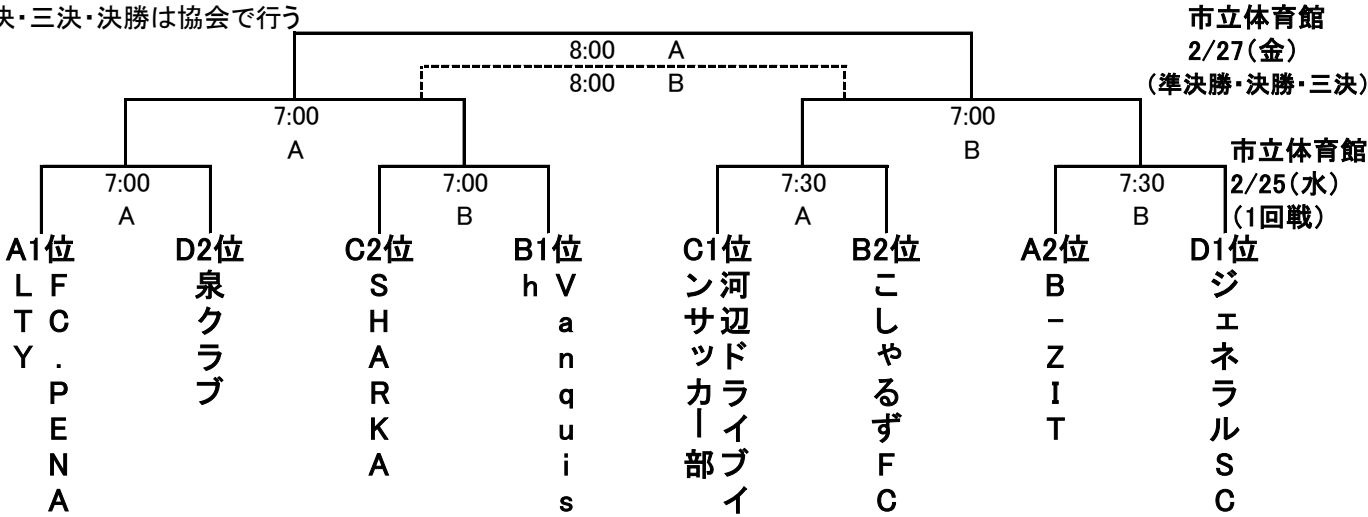 決・三決・決勝は協会で行う
市立体育館
2/27(金)
(準決勝・決勝・三決)
8:00 A
8:00 B
7:00
A
7:00
B
市立体育館
2/25(水)
(1回戦)
7:00
A
7:00
B
7:30
A
7:30
B
A1位
FC.PENA
LTY
D2位
泉クラブ
C2位
SHARKA
B1位
Vanquis
h
C1位
河辺ドライブイ
ンサッカー部
B2位
こしゃるずFC
A2位
B-ZIT
D1位
ジェネラルSC